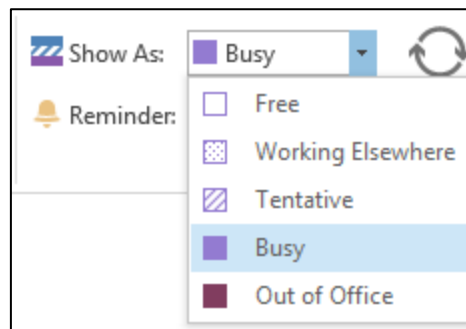 Show As: Busy
Reminder:
Free
Working Elsewhere
Tentative
Busy
Out of Office